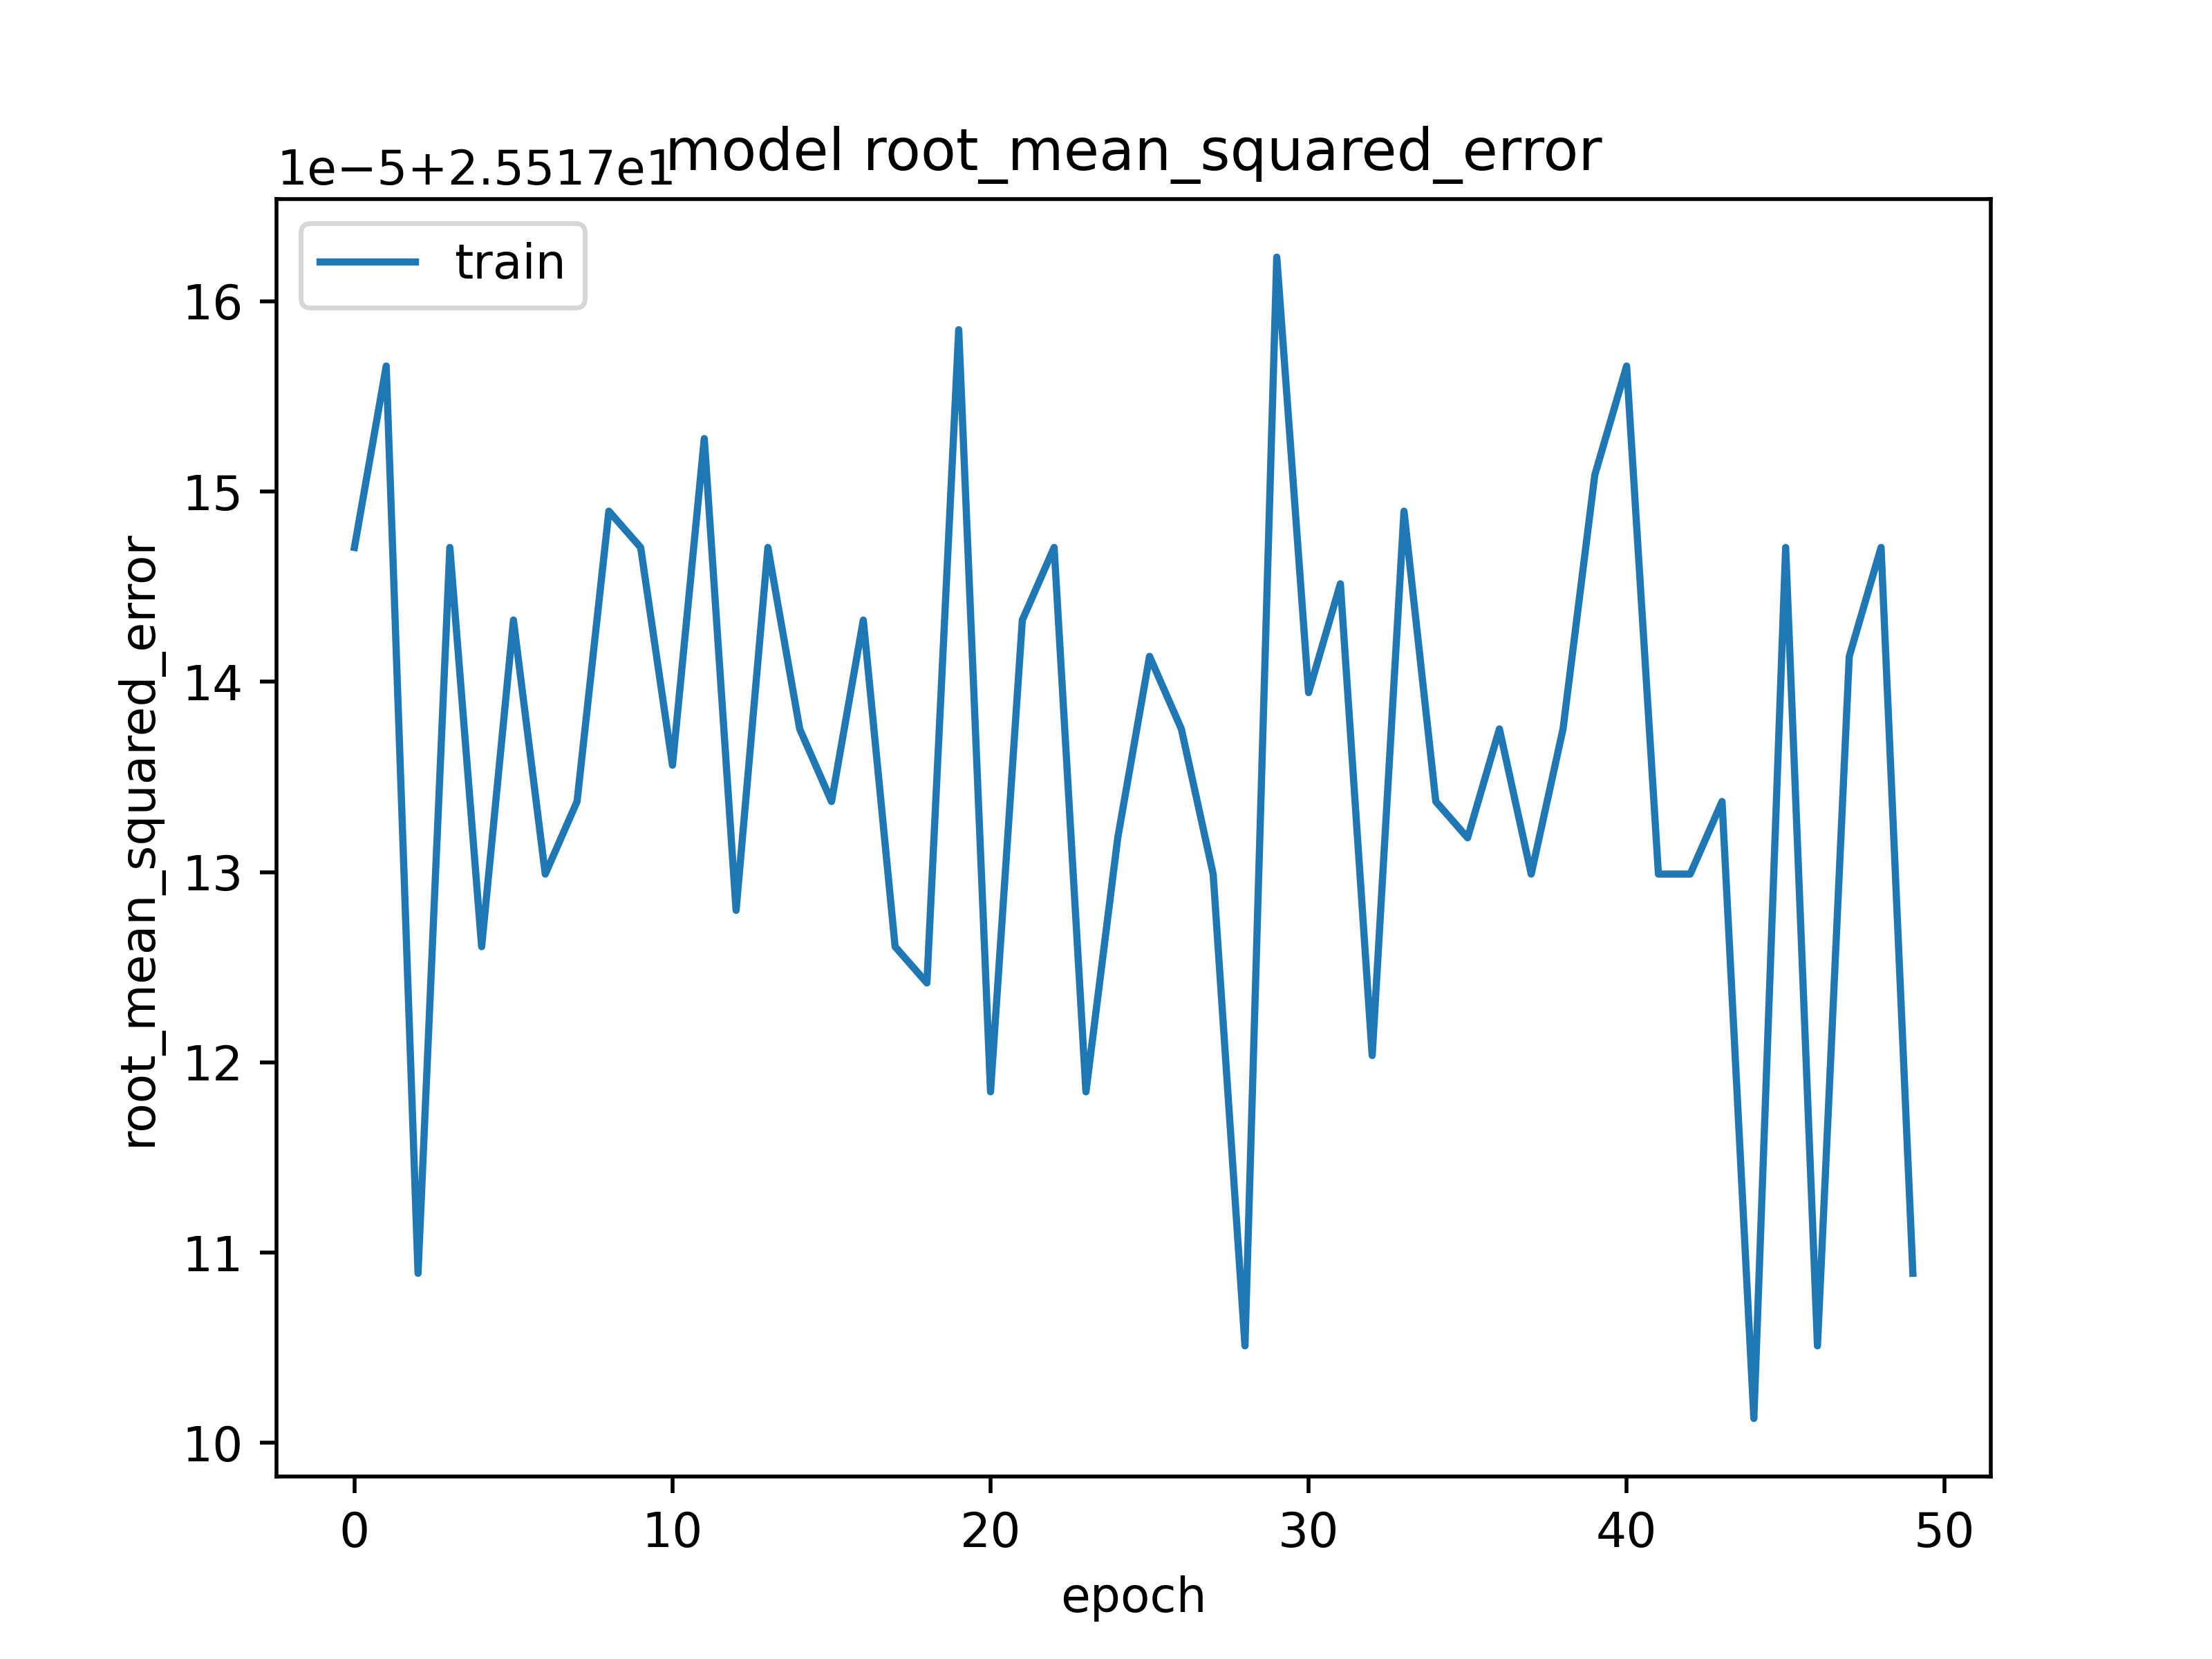 1e−5+2.5517e1
model root_mean_squared_error
train
root_mean_squared_error
16
15
14
13
12
11
10
0 10 20 30 40 50
epoch